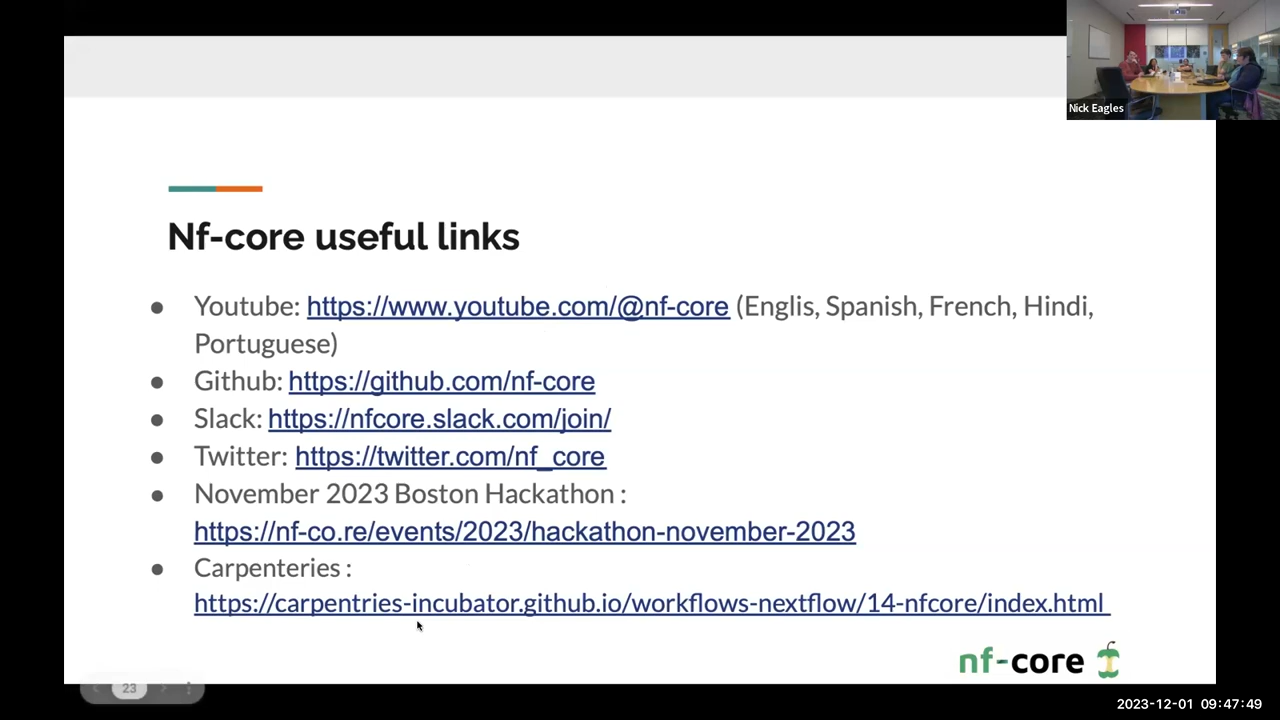 Nick Eagles
Nf-core useful links
Youtube: https://www.youtube.com/@nf-core (Englis, Spanish, French, Hindi,
Portuguese)
Github: https://github.com/nf-core
Slack: https://nfcore.slack.com/join/
Twitter: https://twitter.com/nf_core
November 2023 Boston Hackathon :
https://nf-co.re/events/2023/hackathon-november-2023
Carpenteries :
https://carpentries-incubator.github.io/workflows-nextflow/14-nfcore/index.html
nf-core
23
2023-12-01 09:47:49